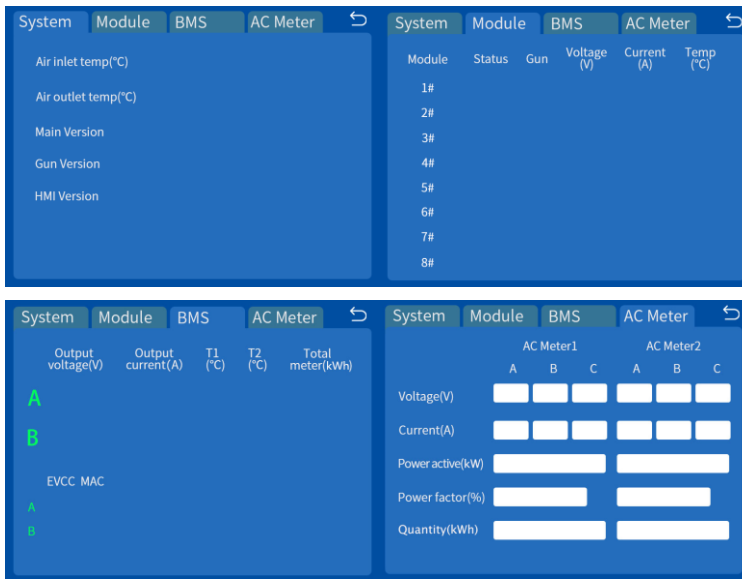 System Module BMS AC Meter
Air inlet temp(°C)
Air outlet temp(°C)
Main Version
Gun Version
HMI Version
System Module BMS AC Meter
Module Status Gun Voltage (V) Current (A) Temp (°C)
1#
2#
3#
4#
5#
6#
7#
8#
System Module BMS AC Meter
Output voltage(V) Output current(A) T1 (°C) T2 (°C) Total meter(kWh)
A
B
EVCC MAC
A
B
System Module BMS AC Meter
AC Meter1 AC Meter2
A B C A B C
Voltage(V)
Current(A)
Power active(kW)
Power factor(%)
Quantity(kWh)